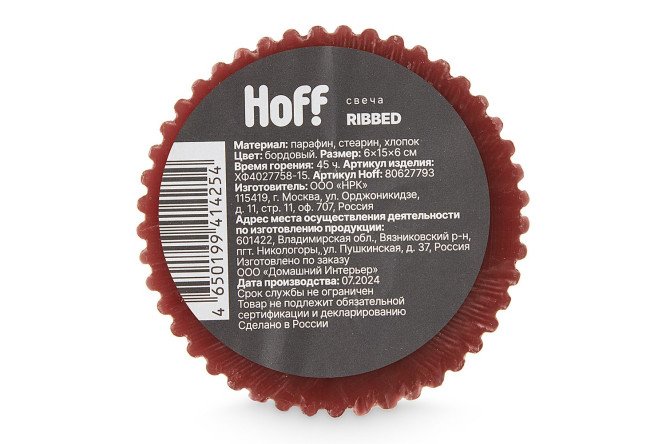 Hoff
свеча
RIBBED
Материал: парафин, стеарин, хлопок
Цвет: бордовый. Размер: 6×15×6 см
Время горения: 45 ч. Артикул изделия:
ХФ4027758-15. Артикул Hoff: 80627793
Изготовитель: ООО «НРК»
115419, г. Москва, ул. Орджоникидзе,
д. 11, стр. 11, оф. 707, Россия
Адрес места осуществления деятельности
по изготовлению продукции:
601422, Владимирская обл., Вязниковский р-н,
пгт. Никологоры, ул. Пушкинская, д. 37, Россия
Изготовлено по заказу
ООО «Домашний Интерьер»
Дата производства: 07.2024
Срок службы не ограничен
Товар не подлежит обязательной
сертификации и декларированию
Сделано в России
4 650199 414254